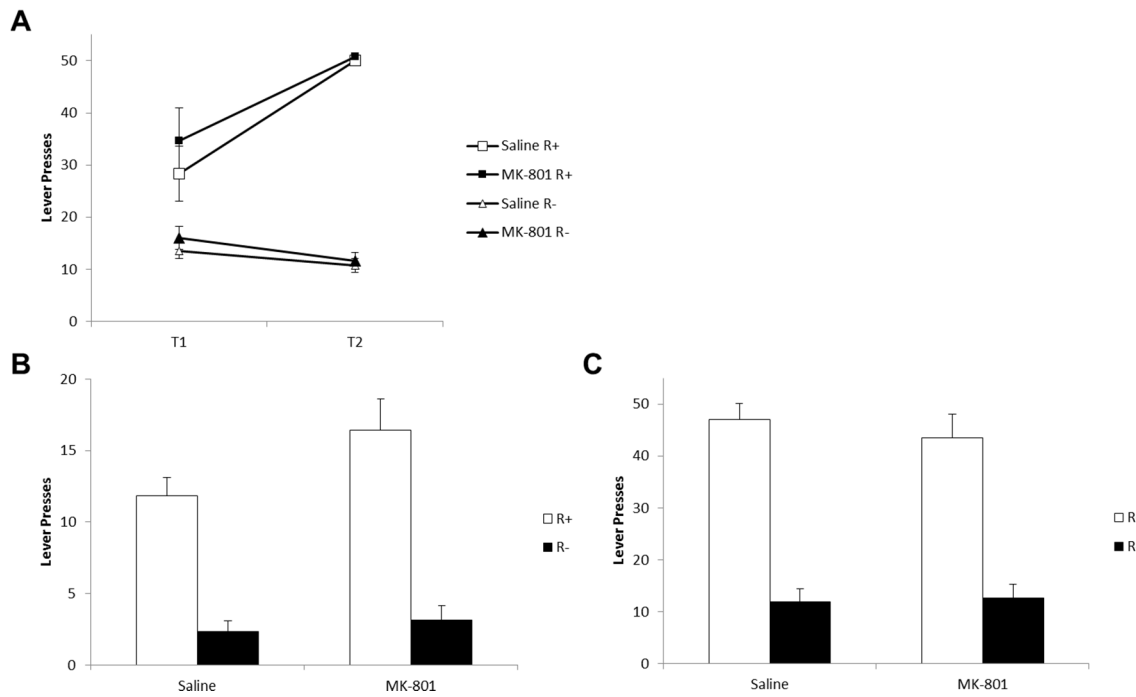 A
50
40
30
20
10
0
Lever Presses
T1
T2
Saline R+
MK-801 R+
Saline R-
MK-801 R-
B
20
15
10
5
0
Lever Presses
Saline
MK-801
R+
R-
C
50
40
30
20
10
0
Lever Presses
Saline
MK-801
R
R